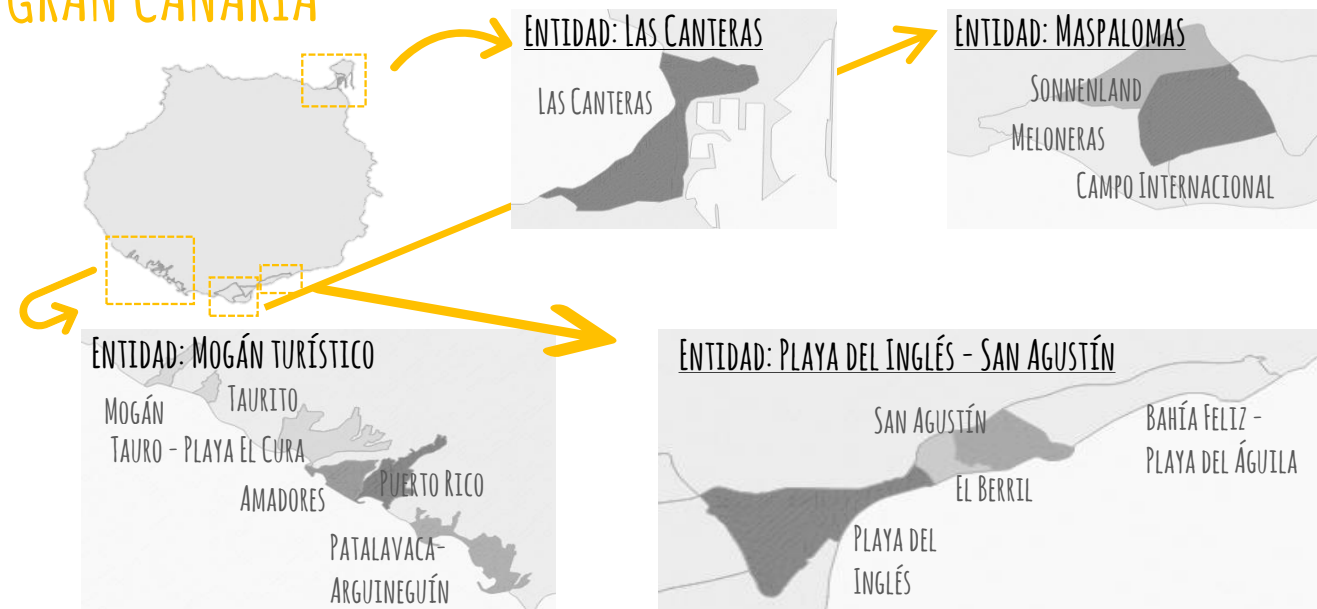 GRAN CANARIA
ENTIDAD: LAS CANTERAS
LAS CANTERAS
ENTIDAD: MASPALOMAS
SONNENLAND
MELONERAS
CAMPO INTERNACIONAL
ENTIDAD: MOGÁN TURÍSTICO
MOGÁN
TAURITO
TAURO - PLAYA EL CURA
AMADORES
PUERTO RICO
PATALAVACA-
ARGUINEGUÍN
ENTIDAD: PLAYA DEL INGLÉS - SAN AGUSTÍN
SAN AGUSTÍN
BAHÍA FELIZ -
PLAYA DEL ÁGUILA
EL BERRIL
PLAYA DEL
INGLÉS